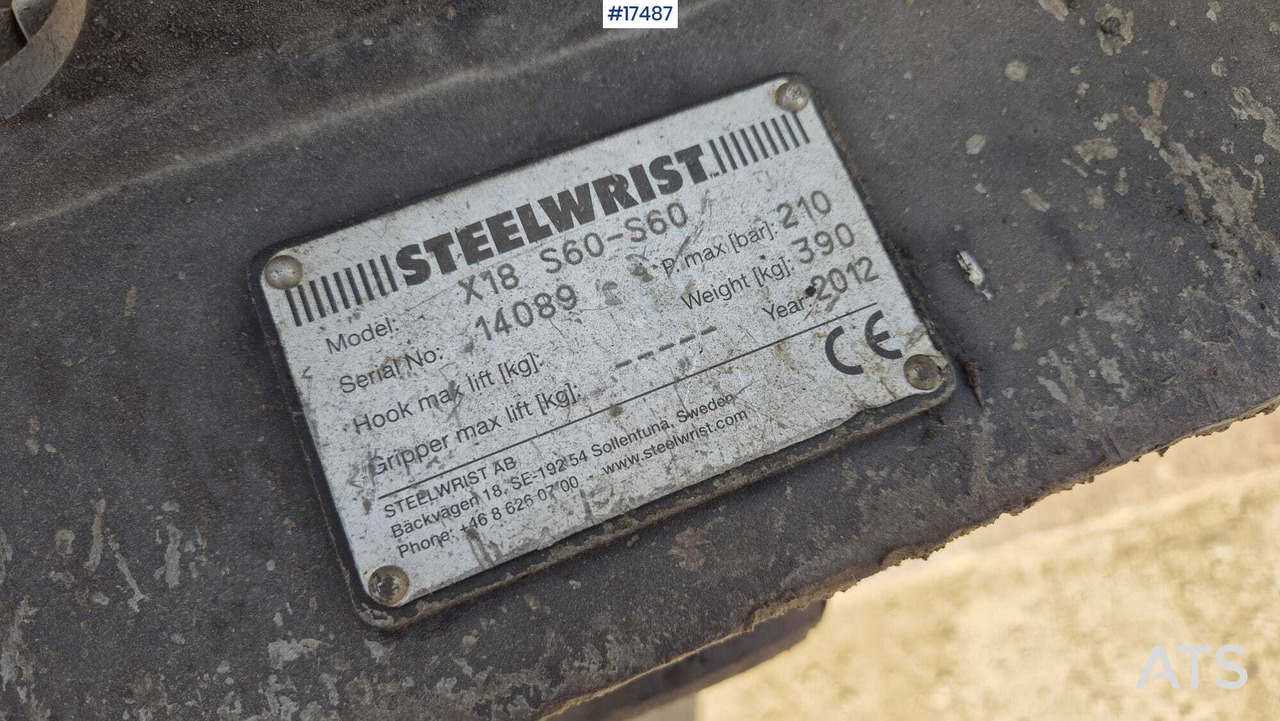 #17487
STEELWRIST™
Model: X18 S60-S60
Serial No: 14089 p. max [bar]: 210
Hook max lift [kg]: Weight [kg]: 390
Gripper max lift [kg]: ------ Year: 2012
CE
STEELWRIST AB
Bäckvägen 18, SE-192 54 Sollentuna, Sweden
Phone: +46 8 626 07 00 www.steelwrist.com
ATS